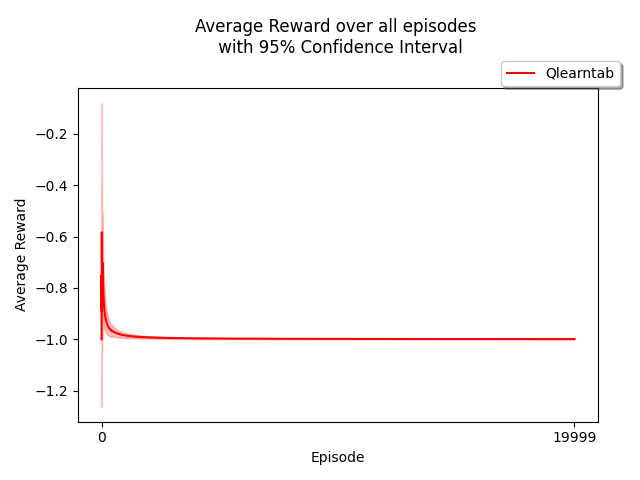 Average Reward over all episodes
with 95% Confidence Interval
Qlearntab
−0.2
−0.4
−0.6
−0.8
−1.0
−1.2
Average Reward
0
19999
Episode